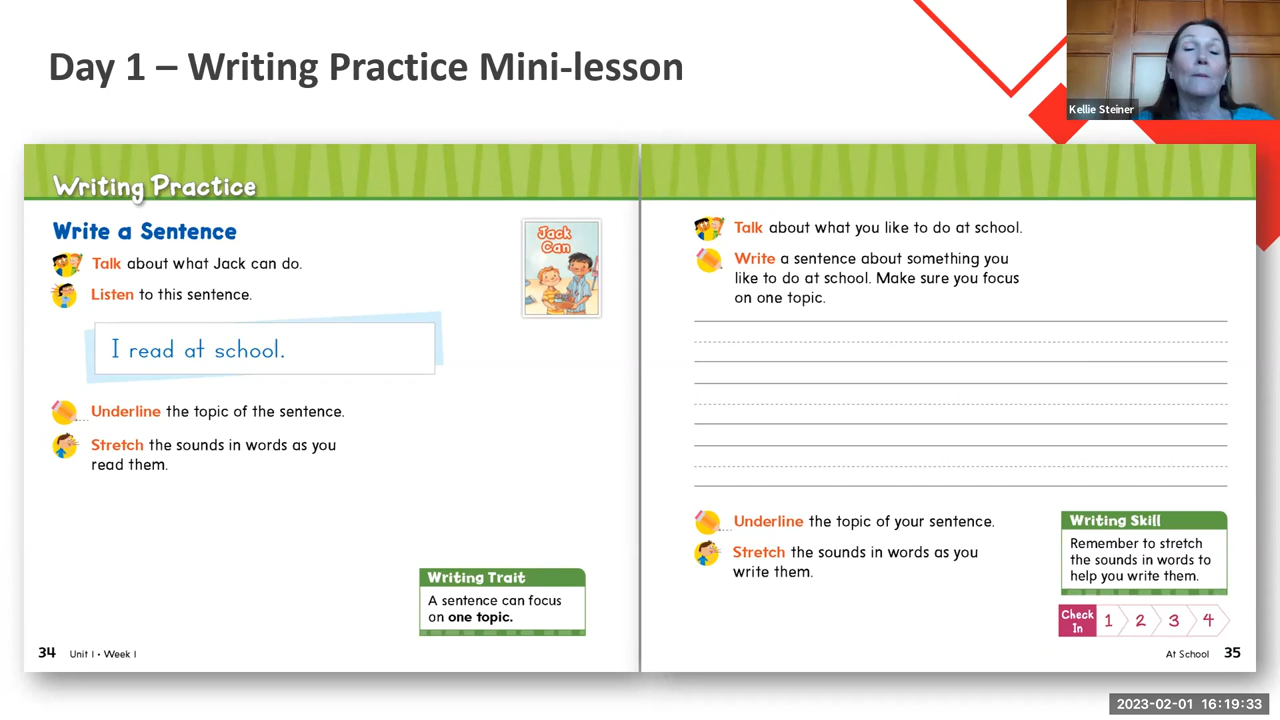 Day 1 – Writing Practice Mini-lesson
Kellie Steiner
Writing Practice
Write a Sentence
Talk about what Jack can do.
Listen to this sentence.
Jack
Can
I read at school.
Underline the topic of the sentence.
Stretch the sounds in words as you
read them.
Writing Trait
A sentence can focus
on one topic.
34 Unit 1 • Week 1
Talk about what you like to do at school.
Write a sentence about something you
like to do at school. Make sure you focus
on one topic.
Underline the topic of your sentence.
Stretch the sounds in words as you
write them.
Writing Skill
Remember to stretch
the sounds in words to
help you write them.
Check
In
1 2 3 4
At School 35
2023-02-01 16:19:33